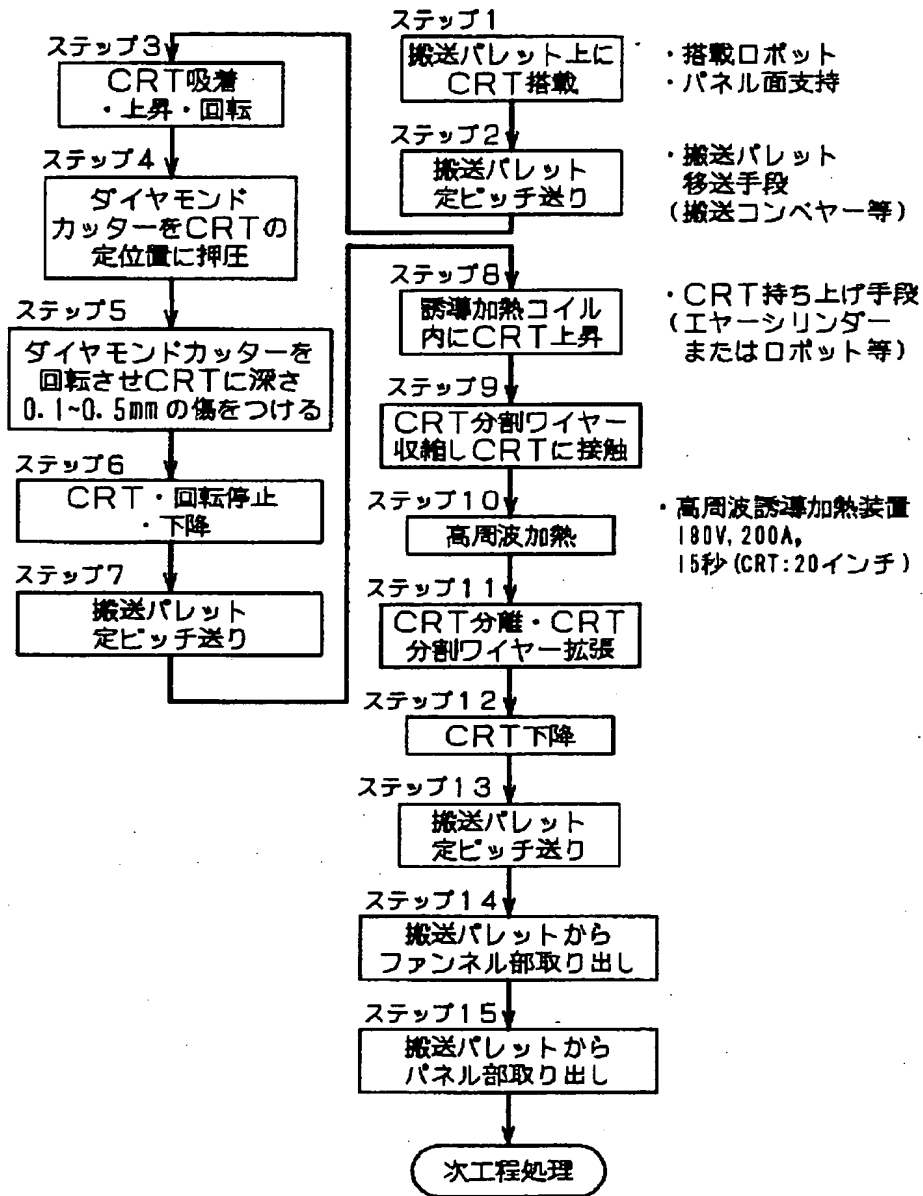 ステップ1
搬送パレット上に
CRT搭載
・搭載ロボット
・パネル面支持
ステップ2
搬送パレット
定ピッチ送り
・搬送パレット
移送手段
(搬送コンベヤー等)
ステップ3
CRT吸着
・上昇・回転
ステップ4
ダイヤモンド
カッターをCRTの
定位置に押圧
ステップ5
ダイヤモンドカッターを
回転させCRTに深さ
0.1~0.5mmの傷をつける
ステップ6
CRT・回転停止
・下降
ステップ7
搬送パレット
定ピッチ送り
ステップ8
誘導加熱コイル
内にCRT上昇
・CRT持ち上げ手段
(エヤーシリンダー
またはロボット等)
ステップ9
CRT分割ワイヤー
収縮しCRTに接触
ステップ10
高周波加熱
・高周波誘導加熱装置
180V,200A,
15秒(CRT:20インチ)
ステップ11
CRT分離・CRT
分割ワイヤー拡張
ステップ12
CRT下降
ステップ13
搬送パレット
定ピッチ送り
ステップ14
搬送パレットから
ファンネル部取り出し
ステップ15
搬送パレットから
パネル部取り出し
次工程処理